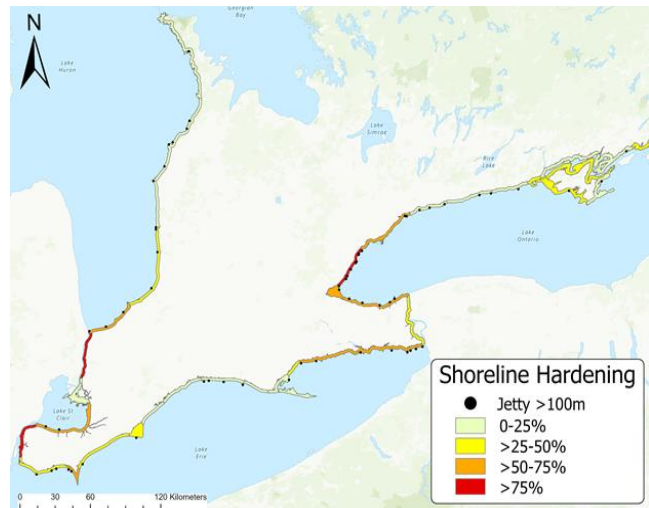 Georgian
Bay
N
Lake
Huron
Lake
Simcoe
Rice
Lake
Lake
Ontario
Lake St
Clair
Lake
Erie
0 30 60 120 Kilometers
Shoreline Hardening
Jetty >100m
0-25%
>25-50%
>50-75%
>75%